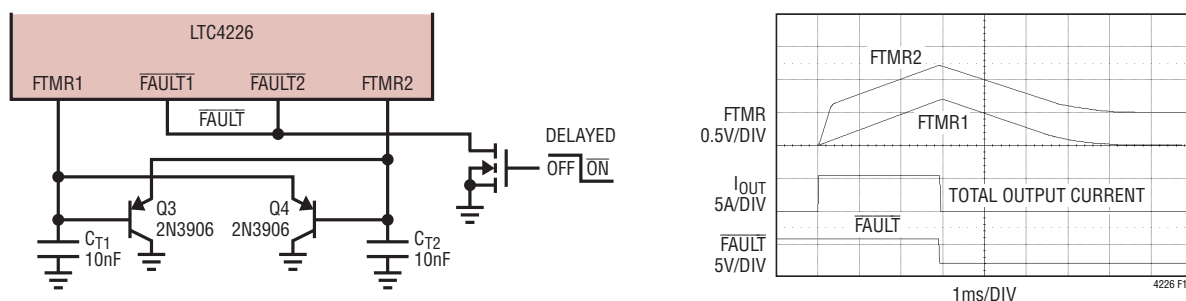 LTC4226
FTMR1 FAULT1 FAULT2 FTMR2
FAULT
DELAYED
OFF ON
Q3
2N3906
Q4
2N3906
CT1
10nF
CT2
10nF
FTMR2
FTMR1
FTMR
0.5V/DIV
IOUT
5A/DIV
TOTAL OUTPUT CURRENT
FAULT
FAULT
5V/DIV
1ms/DIV
4226 F1